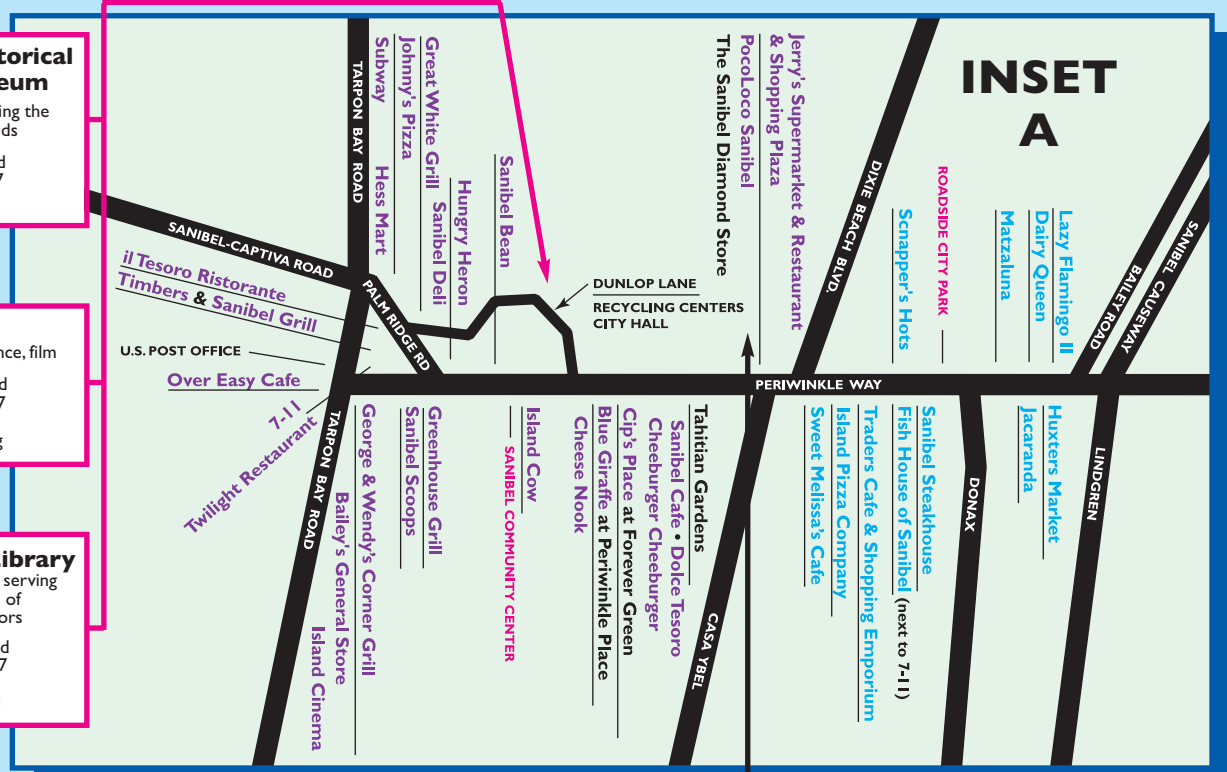 torical
eum
ing the
ds
d
7
nce, film
d
7
g
ibrary
serving
of
ors
d
7
INSET
A
TARPON BAY ROAD
Subway
Hess Mart
Johnny's Pizza
Great White Grill
Sanibel Deli
Hungry Heron
Sanibel Bean
The Sanibel Diamond Store
PocoLoco Sanibel
Jerry's Supermarket & Restaurant
& Shopping Plaza
DIXIE BEACH BLVD.
Scnapper's Hots
ROADSIDE CITY PARK
Matzaluna
Dairy Queen
Lazy Flamingo II
BAILEY ROAD
SANIBEL CAUSEWAY
SANIBEL-CAPTIVA ROAD
il Tesoro Ristorante
Timbers & Sanibel Grill
PALM RIDGE RD
DUNLOP LANE
RECYCLING CENTERS
CITY HALL
U.S. POST OFFICE
Over Easy Cafe
7-11
Twilight Restaurant
PERIWINKLE WAY
TARPON BAY ROAD
Island Cinema
Bailey's General Store
George & Wendy's Corner Grill
Sanibel Scoops
Greenhouse Grill
SANIBEL COMMUNITY CENTER
Island Cow
Cheese Nook
Blue Giraffe at Periwinkle Place
Cip's Place at Forever Green
Cheeburger Cheeburger
Sanibel Cafe • Dolce Tesoro
Tahitian Gardens
CASA YBEL
Sweet Melissa's Cafe
Island Pizza Company
Traders Cafe & Shopping Emporium
Fish House of Sanibel (next to 7-11)
Sanibel Steakhouse
DONAX
Jacaranda
Huxters Market
LINDGREN